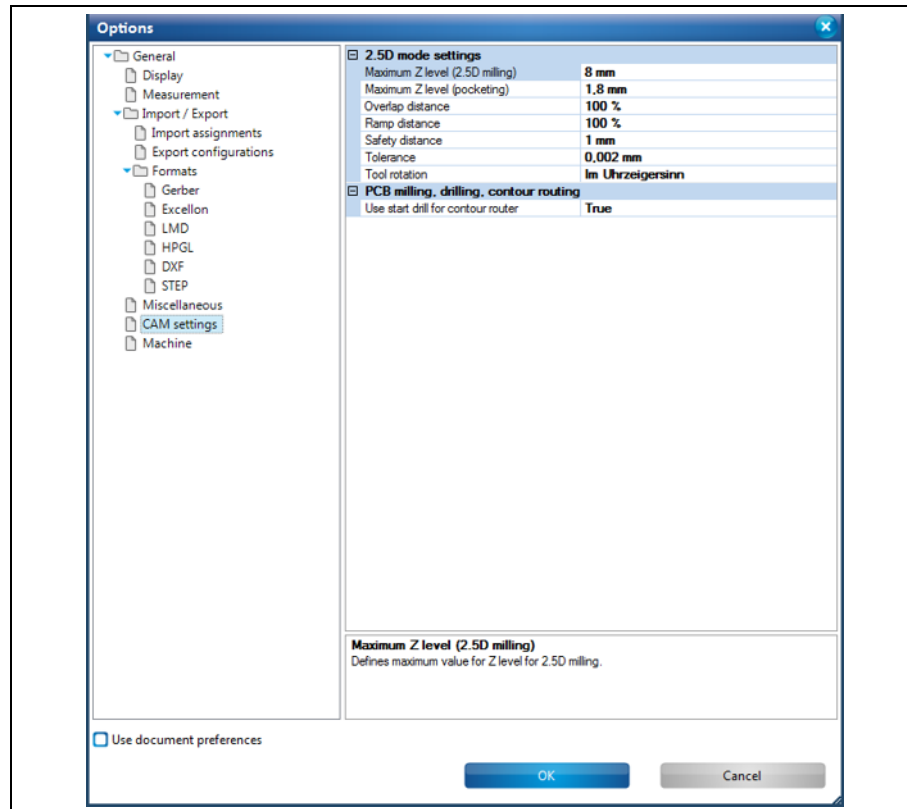 Options
General
Display
Measurement
Import / Export
Import assignments
Export configurations
Formats
Gerber
Excellon
LMD
HPGL
DXF
STEP
Miscellaneous
CAM settings
Machine
2.5D mode settings
Maximum Z level (2.5D milling) 8 mm
Maximum Z level (pocketing) 1,8 mm
Overlap distance 100 %
Ramp distance 100 %
Safety distance 1 mm
Tolerance 0,002 mm
Tool rotation Im Uhrzeigersinn
PCB milling, drilling, contour routing
Use start drill for contour router True
Maximum Z level (2.5D milling)
Defines maximum value for Z level for 2.5D milling.
Use document preferences
OK Cancel